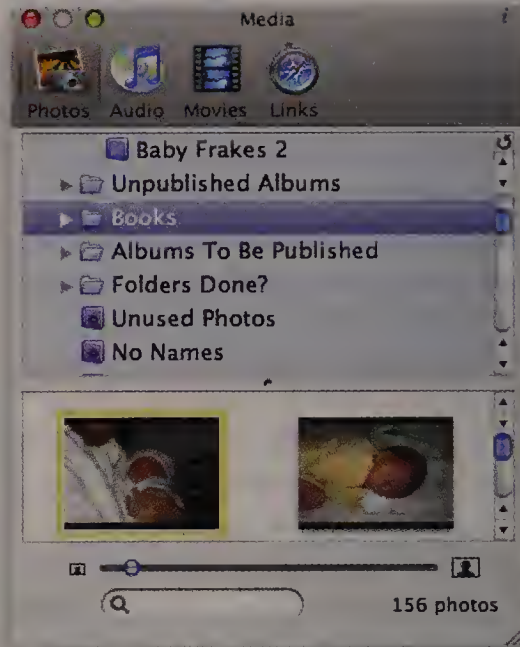 Media
Photos Audio Movies Links
Baby Frakes 2
Unpublished Albums
Books
Albums To Be Published
Folders Done?
Unused Photos
No Names
156 photos